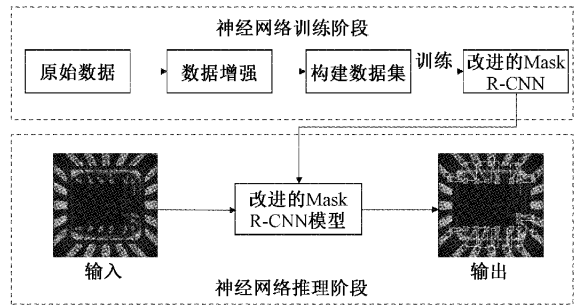 神经网络训练阶段
原始数据
数据增强
构建数据集
训练
改进的Mask
R-CNN
改进的Mask
R-CNN模型
输入
输出
神经网络推理阶段